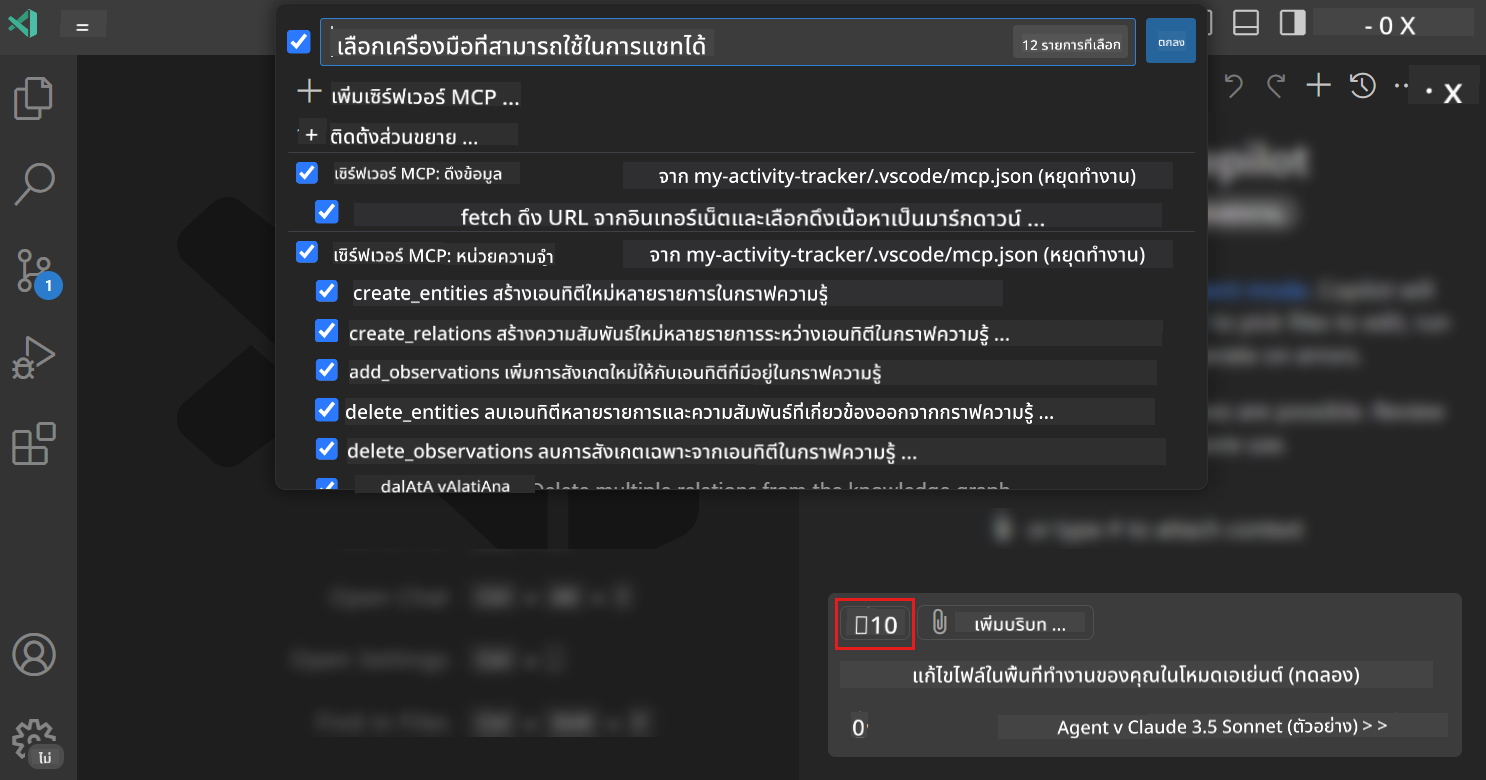 =
เลือกเครื่องมือที่สามารถใช้ในการแชทได้
12 รายการที่เลือก
ตกลง
- 0 X
+ เพิ่มเซิร์ฟเวอร์ MCP ...
+ ติดตั้งส่วนขยาย ...
· X
เซิร์ฟเวอร์ MCP: ดึงข้อมูล
จาก my-activity-tracker/.vscode/mcp.json (หยุดทำงาน)
fetch ดึง URL จากอินเทอร์เน็ตและเลือกดึงเนื้อหาเป็นมาร์กดาวน์ ...
เซิร์ฟเวอร์ MCP: หน่วยความจำ
จาก my-activity-tracker/.vscode/mcp.json (หยุดทำงาน)
create_entities สร้างเอนทิตีใหม่หลายรายการในกราฟความรู้
create_relations สร้างความสัมพันธ์ใหม่หลายรายการระหว่างเอนทิตีในกราฟความรู้ ...
add_observations เพิ่มการสังเกตใหม่ให้กับเอนทิตีที่มีอยู่ในกราฟความรู้
delete_entities ลบเอนทิตีหลายรายการและความสัมพันธ์ที่เกี่ยวข้องออกจากกราฟความรู้ ...
delete_observations ลบการสังเกตเฉพาะจากเอนทิตีในกราฟความรู้ ...
dalAtA vAlatiAna Delete multiple relations from the knowledge graph
1
or type # to attach context
Open Chat
Open Settings
Find in Files
10
เพิ่มบริบท ...
แก้ไขไฟล์ในพื้นที่ทำงานของคุณในโหมดเอเย่นต์ (ทดลอง)
0
Agent v Claude 3.5 Sonnet (ตัวอย่าง) > >
ไม่